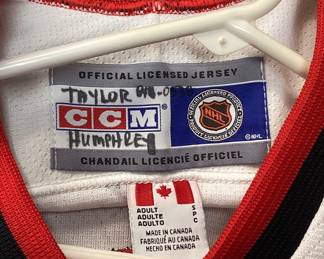 OFFICIAL LICENSED JERSEY
TAYLOR
CCM
NHL
©NHL
HUMPHREY
CHANDAIL LICENCIÉ OFFICIEL
ADULT
ADULTE
ADULTO
S
P
C
MADE IN CANADA
FABRIQUÉ AU CANADA
HECHO EN CANADA